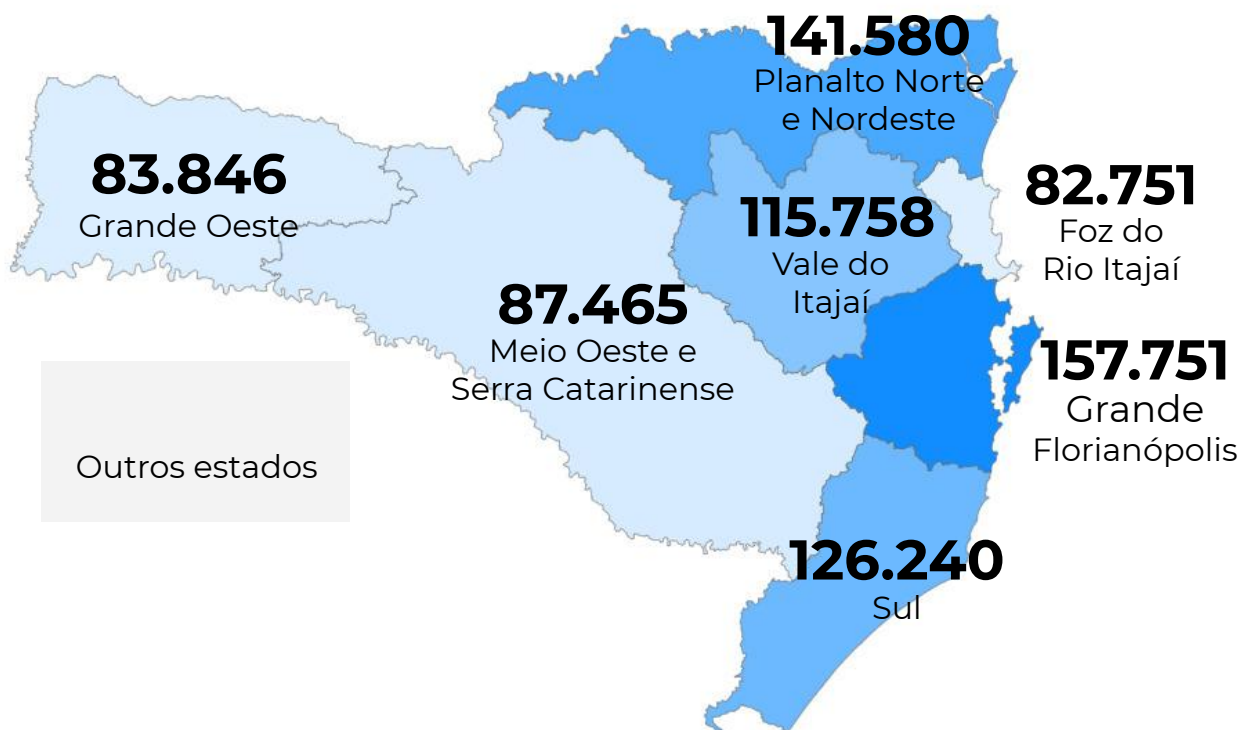 141.580
Planalto Norte
e Nordeste
83.846
Grande Oeste
115.758
Vale do
Itajaí
82.751
Foz do
Rio Itajaí
87.465
Meio Oeste e
Serra Catarinense
157.751
Grande
Florianópolis
Outros estados
126.240
Sul